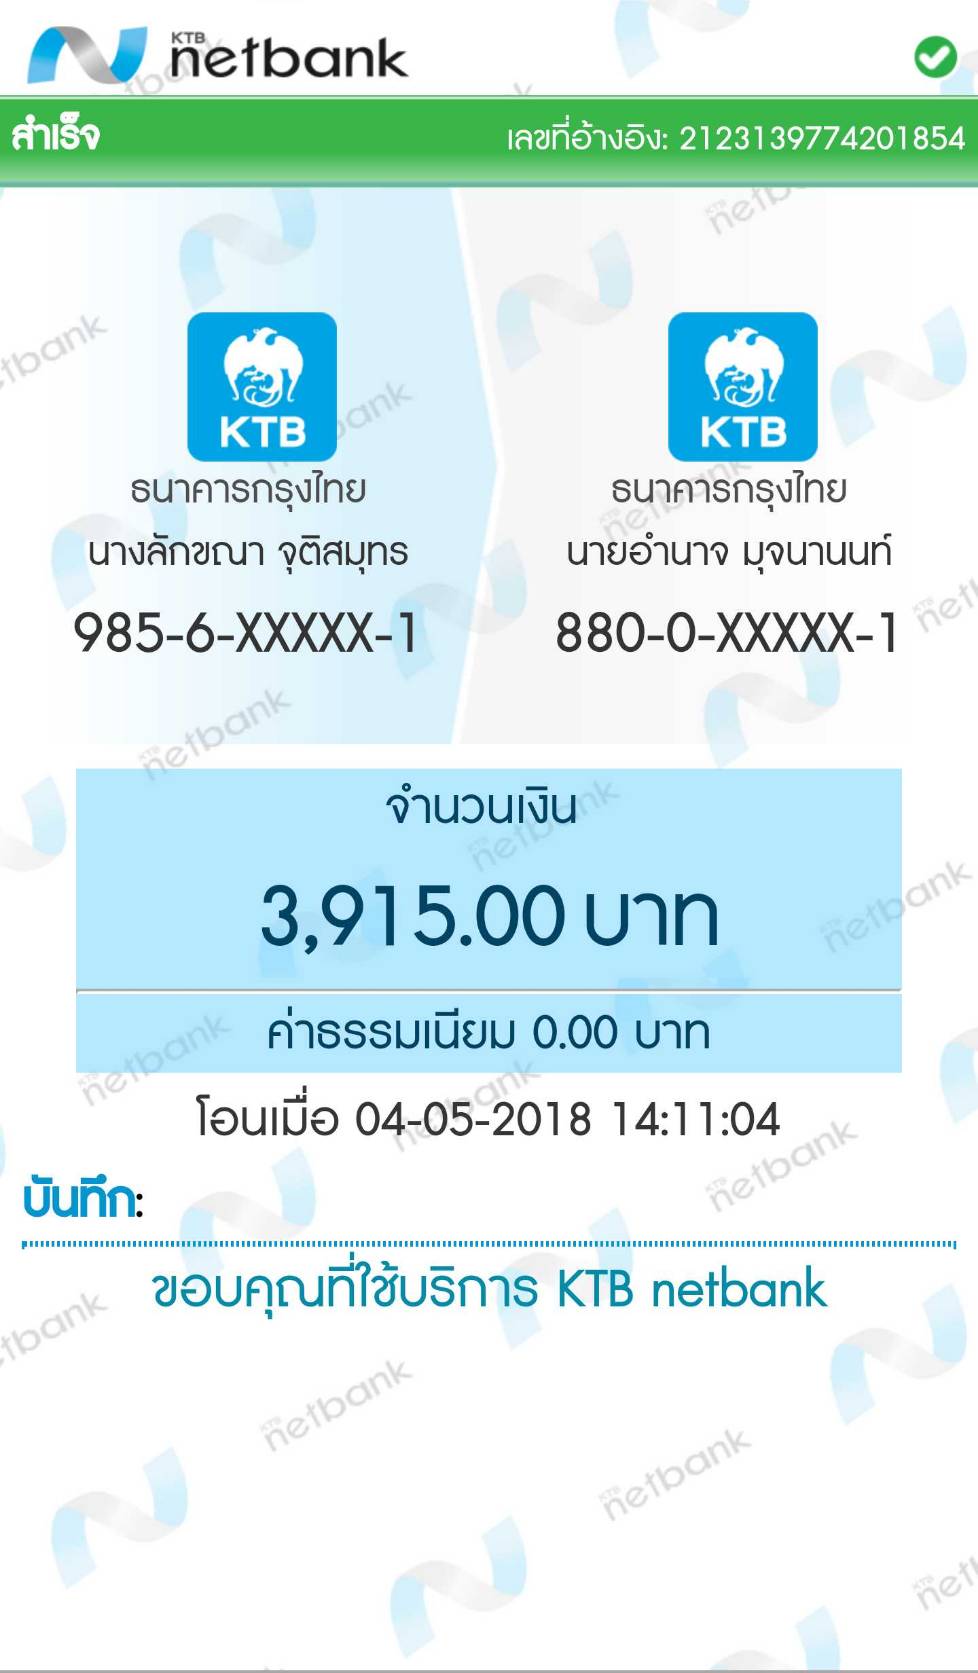 KTB netbank
สำเร็จ
เลขที่อ้างอิง: 2123139774201854
KTB
ธนาคารกรุงไทย
นางลักขณา จุติสมุทร
985-6-XXXXX-1
KTB
ธนาคารกรุงไทย
นายอำนาจ มุจนานนท์
880-0-XXXXX-1
จำนวนเงิน
3,915.00 บาท
ค่าธรรมเนียม 0.00 บาท
โอนเมื่อ 04-05-2018 14:11:04
บันทึก:
ขอบคุณที่ใช้บริการ KTB netbank